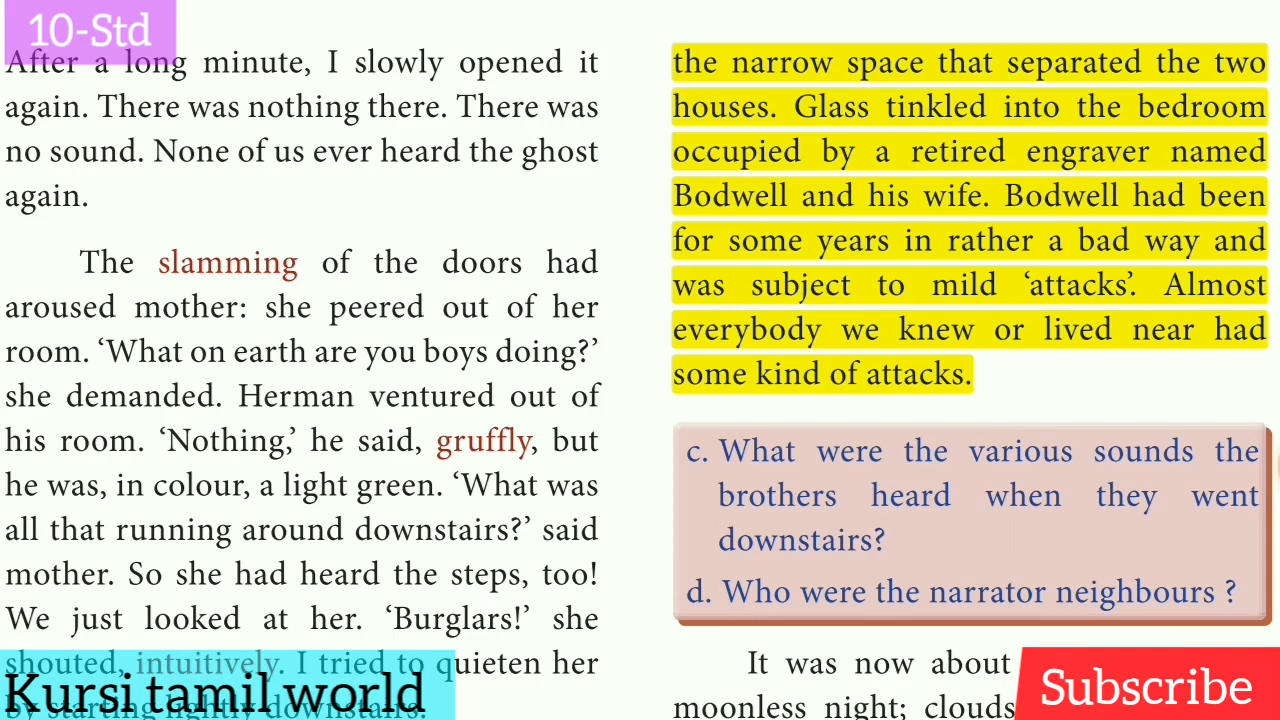 10-Std
After a long minute, I slowly opened it
again. There was nothing there. There was
no sound. None of us ever heard the ghost
again.
The slamming of the doors had
aroused mother: she peered out of her
room. ‘What on earth are you boys doing?’
she demanded. Herman ventured out of
his room. ‘Nothing,’ he said, gruffly, but
he was, in colour, a light green. ‘What was
all that running around downstairs?’ said
mother. So she had heard the steps, too!
We just looked at her. ‘Burglars!’ she
shouted, intuitively. I tried to quieten her
by starting lightly downstairs.
Kursi tamil world
the narrow space that separated the two
houses. Glass tinkled into the bedroom
occupied by a retired engraver named
Bodwell and his wife. Bodwell had been
for some years in rather a bad way and
was subject to mild ‘attacks’. Almost
everybody we knew or lived near had
some kind of attacks.
c. What were the various sounds the
brothers heard when they went
downstairs?
d. Who were the narrator neighbours ?
It was now about
moonless night; clouds
Subscribe